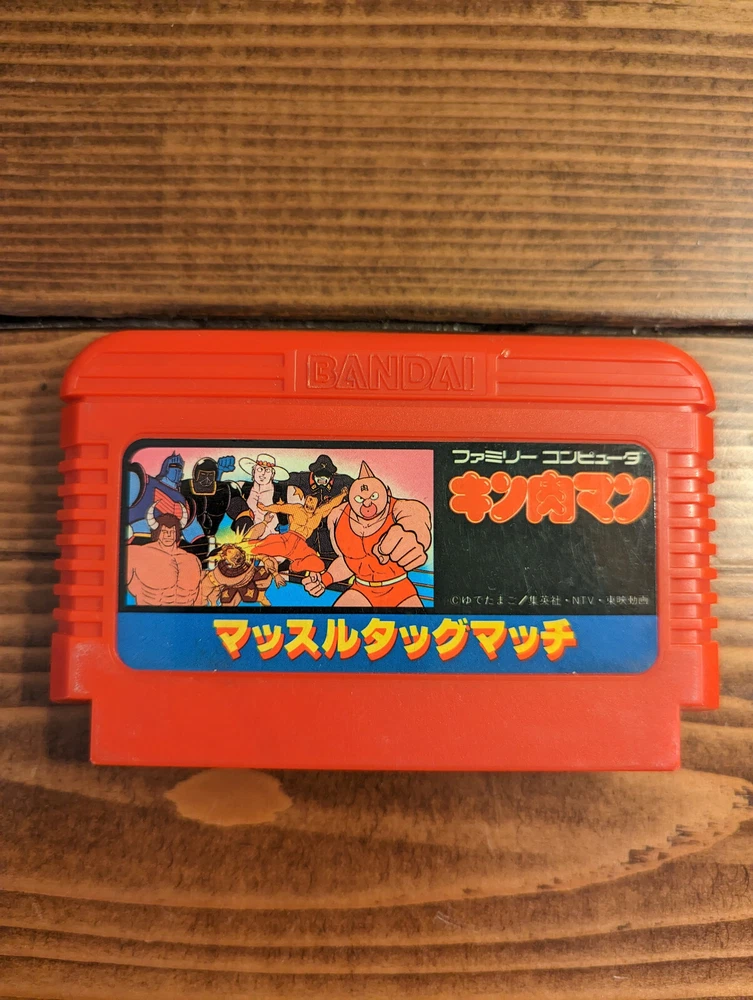 BANDAI
ファミリー コンピュータ
キン肉マン
肉
©ゆでたまご/集英社・NTV・東映動画
マッスルタッグマッチ